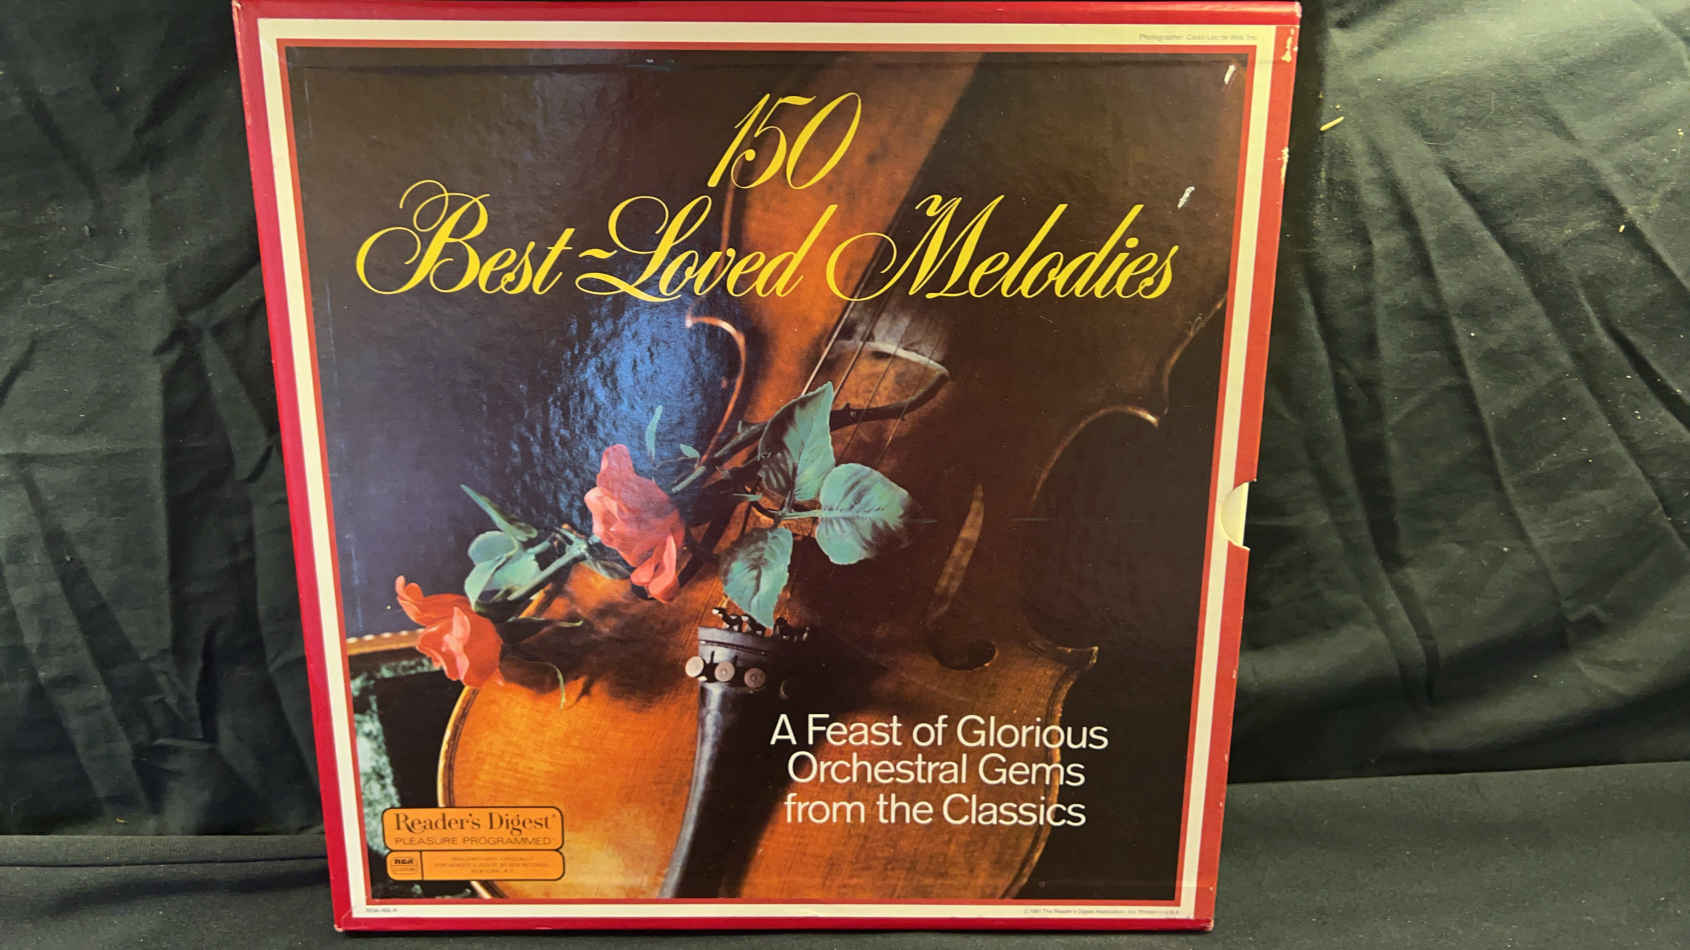 150
Best-Loved Melodies
A Feast of Glorious
Orchestral Gems
from the Classics
Reader's Digest®
PLEASURE PROGRAMMED
RCA